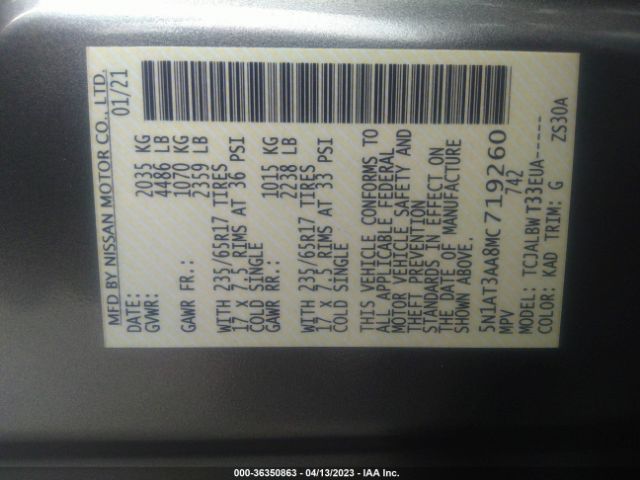 MFD BY NISSAN MOTOR CO., LTD.
DATE: 01/21
GVWR: 2035 KG
4486 LB
GAWR FR.: 1070 KG
2359 LB
WITH 235/65R17 TIRES
17 X 7.5 RIMS AT 36 PSI
COLD SINGLE
GAWR RR.: 1015 KG
2238 LB
WITH 235/65R17 TIRES
17 X 7.5 RIMS AT 33 PSI
COLD SINGLE
THIS VEHICLE CONFORMS TO
ALL APPLICABLE FEDERAL
MOTOR VEHICLE SAFETY AND
THEFT PREVENTION
STANDARDS IN EFFECT ON
THE DATE OF MANUFACTURE
SHOWN ABOVE.
5N1AT3AA8MC719260
MPV 742
MODEL: TCJALBWT33EUA-----
COLOR: KAD TRIM: G ZS30A
000-36350863 - 04/13/2023 - IAA Inc.